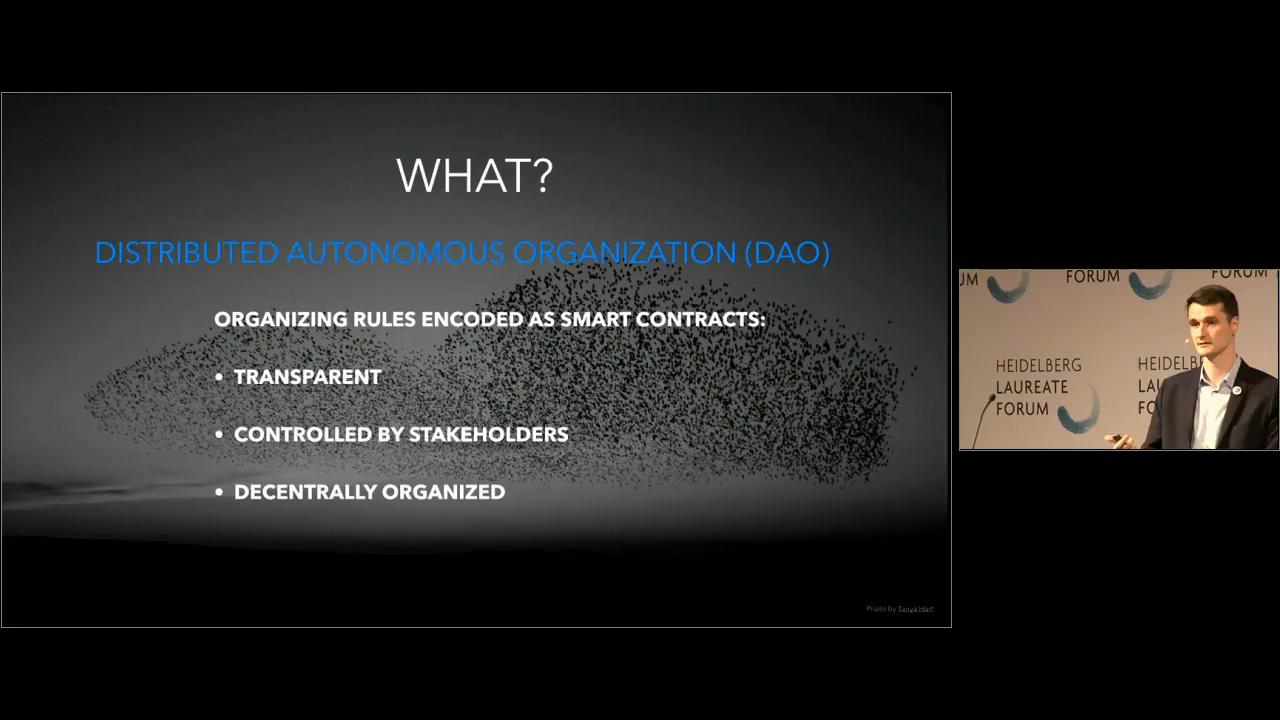 WHAT?
DISTRIBUTED AUTONOMOUS ORGANIZATION (DAO)
ORGANIZING RULES ENCODED AS SMART CONTRACTS:
• TRANSPARENT
• CONTROLLED BY STAKEHOLDERS
• DECENTRALLY ORGANIZED
Photo by Tanya Hart
UM
FORUM
FORUM
HEIDELBERG
LAUREATE
FORUM
HEIDELB
LAU
FO